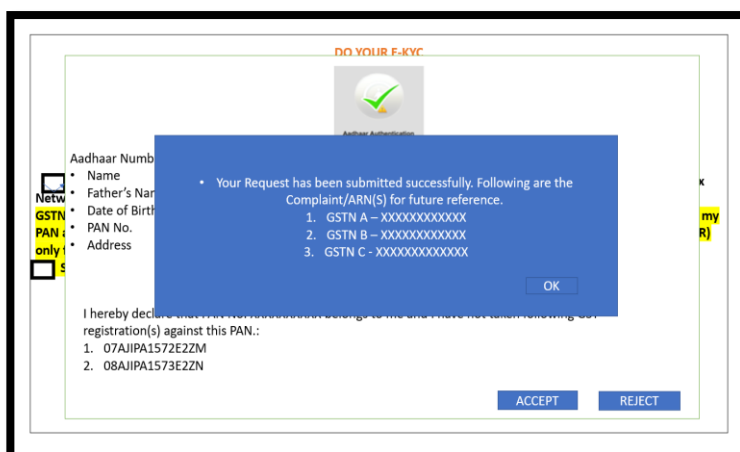 DO YOUR E-KYC
Aadhaar Authentication
Aadhaar Numb
• Name
• Father's Nar
• Date of Birth
• PAN No.
• Address
x
Netw
GSTN
my
PAN
R)
only
S
• Your Request has been submitted successfully. Following are the
Complaint/ARN(S) for future reference.
1. GSTN A – XXXXXXXXXXXX
2. GSTN B – XXXXXXXXXXXX
3. GSTN C - XXXXXXXXXXXXX
OK
I hereby declare that PAN No. XXXXXXXXXX belongs to me and I have not taken following GST
registration(s) against this PAN.:
1. 07AJIPA1572E2ZM
2. 08AJIPA1573E2ZN
ACCEPT
REJECT